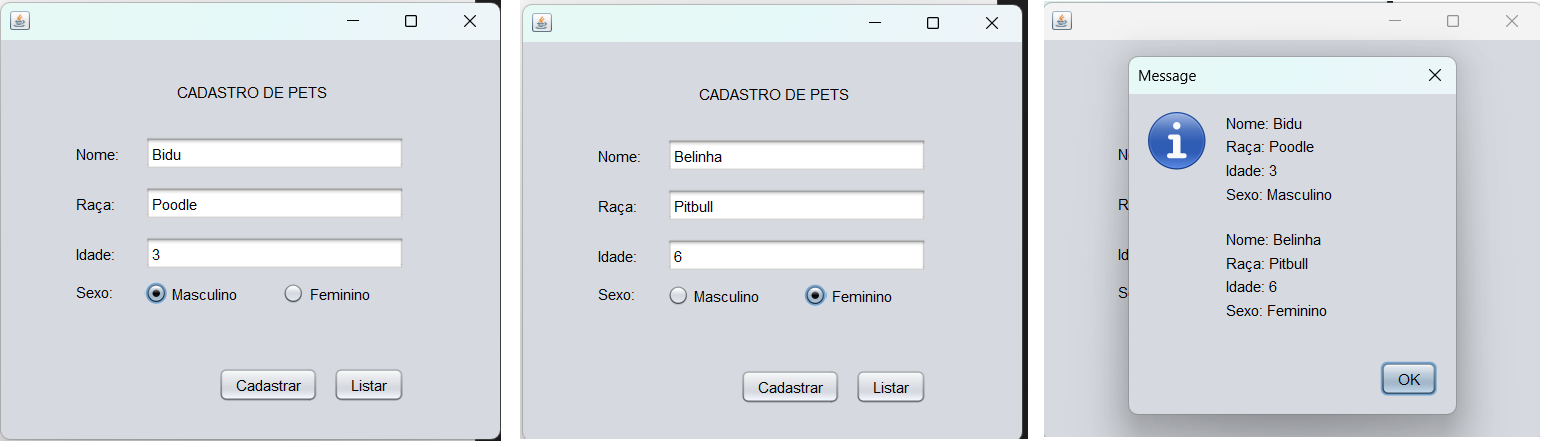 CADASTRO DE PETS
Nome: Bidu
Raça: Poodle
Idade: 3
Sexo: Masculino Feminino
Cadastrar Listar
CADASTRO DE PETS
Nome: Belinha
Raça: Pitbull
Idade: 6
Sexo: Masculino Feminino
Cadastrar Listar
Message
Nome: Bidu
Raça: Poodle
Idade: 3
Sexo: Masculino
Nome: Belinha
Raça: Pitbull
Idade: 6
Sexo: Feminino
OK